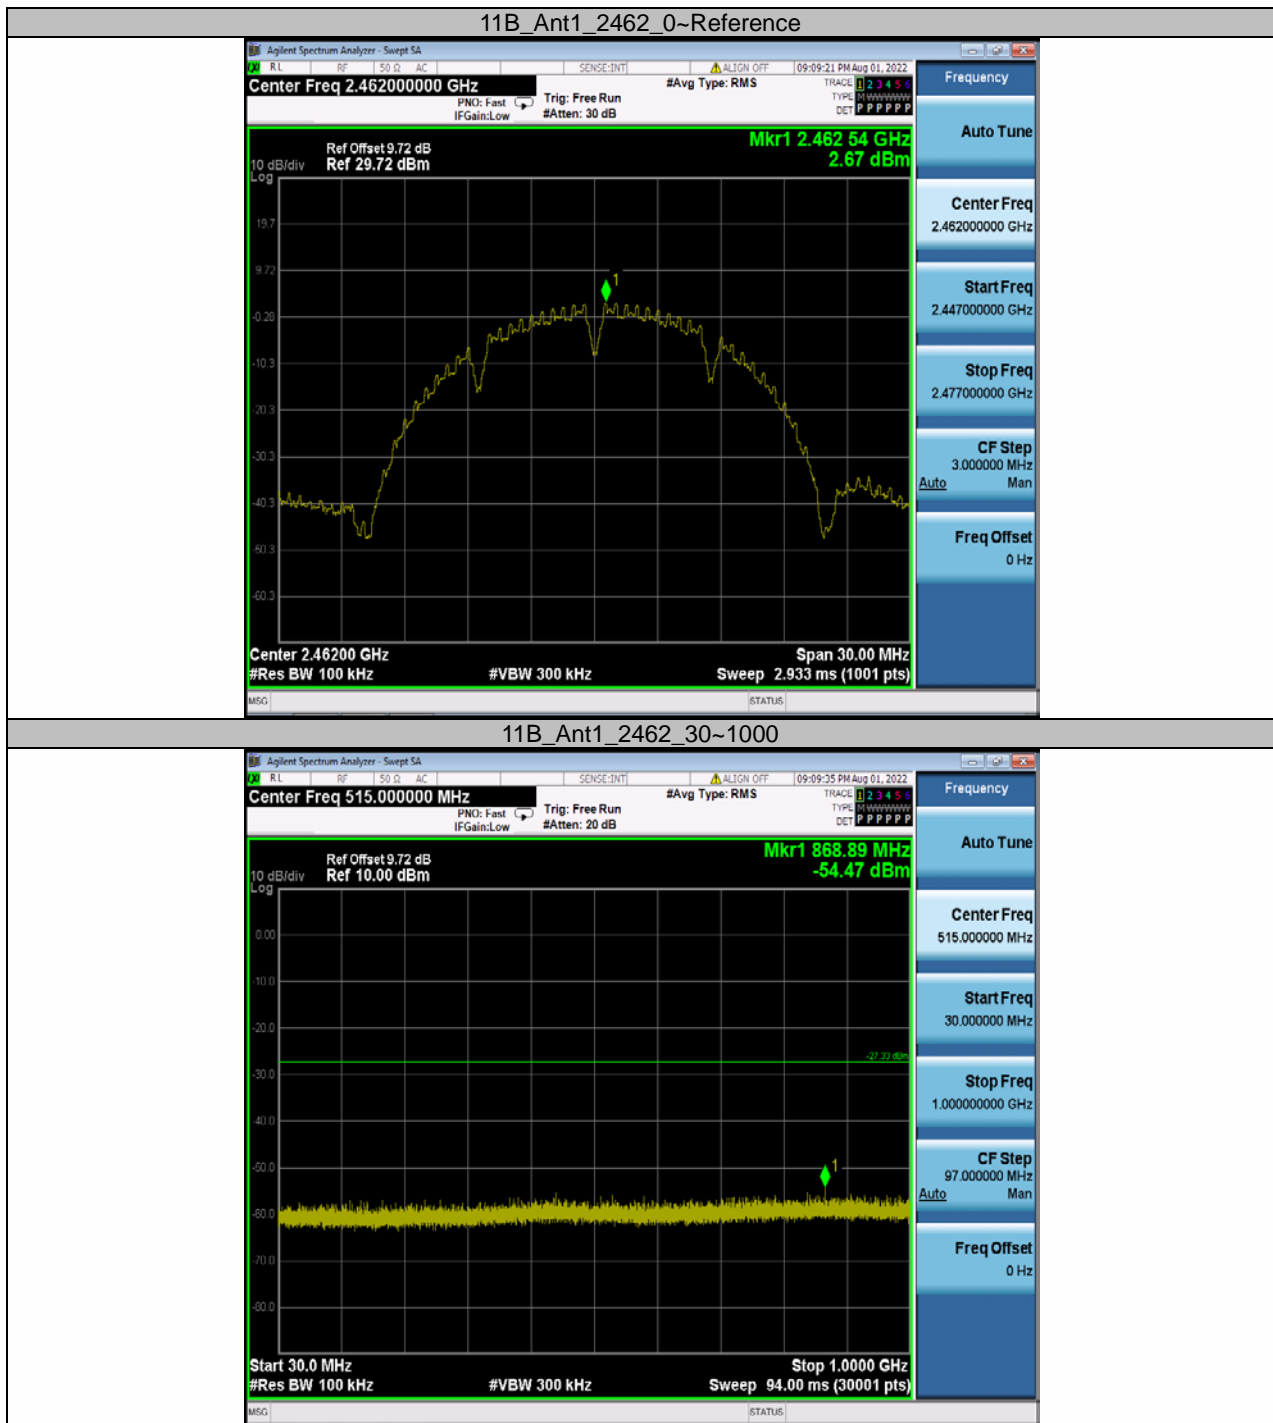 11B_Ant1_2462_0~Reference
Agilent Spectrum Analyzer - Swept SA
RL RF 50 Ω AC SENSE:INT ALIGN OFF 09:09:21 PM Aug 01, 2022
Center Freq 2.462000000 GHz #Avg Type: RMS TRACE 1 2 3 4 5 6
PNO: Fast Trig: Free Run TYPE M WWWWW
IFGain:Low #Atten: 30 dB DET P P P P P P
Frequency
Auto Tune
Mkr1 2.462 54 GHz
2.67 dBm
Ref Offset 9.72 dB
10 dB/div Ref 29.72 dBm
Log
19.7
9.72
-0.28
-10.3
-20.3
-30.3
-40.3
-50.3
-60.3
1
Center Freq
2.462000000 GHz
Start Freq
2.447000000 GHz
Stop Freq
2.477000000 GHz
CF Step
3.000000 MHz
Auto Man
Freq Offset
0 Hz
Center 2.46200 GHz Span 30.00 MHz
#Res BW 100 kHz #VBW 300 kHz Sweep 2.933 ms (1001 pts)
MSG STATUS
11B_Ant1_2462_30~1000
Agilent Spectrum Analyzer - Swept SA
RL RF 50 Ω AC SENSE:INT ALIGN OFF 09:09:35 PM Aug 01, 2022
Center Freq 515.000000 MHz #Avg Type: RMS TRACE 1 2 3 4 5 6
PNO: Fast Trig: Free Run TYPE M WWWWW
IFGain:Low #Atten: 20 dB DET P P P P P P
Frequency
Auto Tune
Mkr1 868.89 MHz
-54.47 dBm
Ref Offset 9.72 dB
10 dB/div Ref 10.00 dBm
Log
0.00
-10.0
-20.0
-27.33 dBm
-30.0
-40.0
-50.0
-60.0
-70.0
-80.0
1
Center Freq
515.000000 MHz
Start Freq
30.000000 MHz
Stop Freq
1.000000000 GHz
CF Step
97.000000 MHz
Auto Man
Freq Offset
0 Hz
Start 30.0 MHz Stop 1.0000 GHz
#Res BW 100 kHz #VBW 300 kHz Sweep 94.00 ms (30001 pts)
MSG STATUS